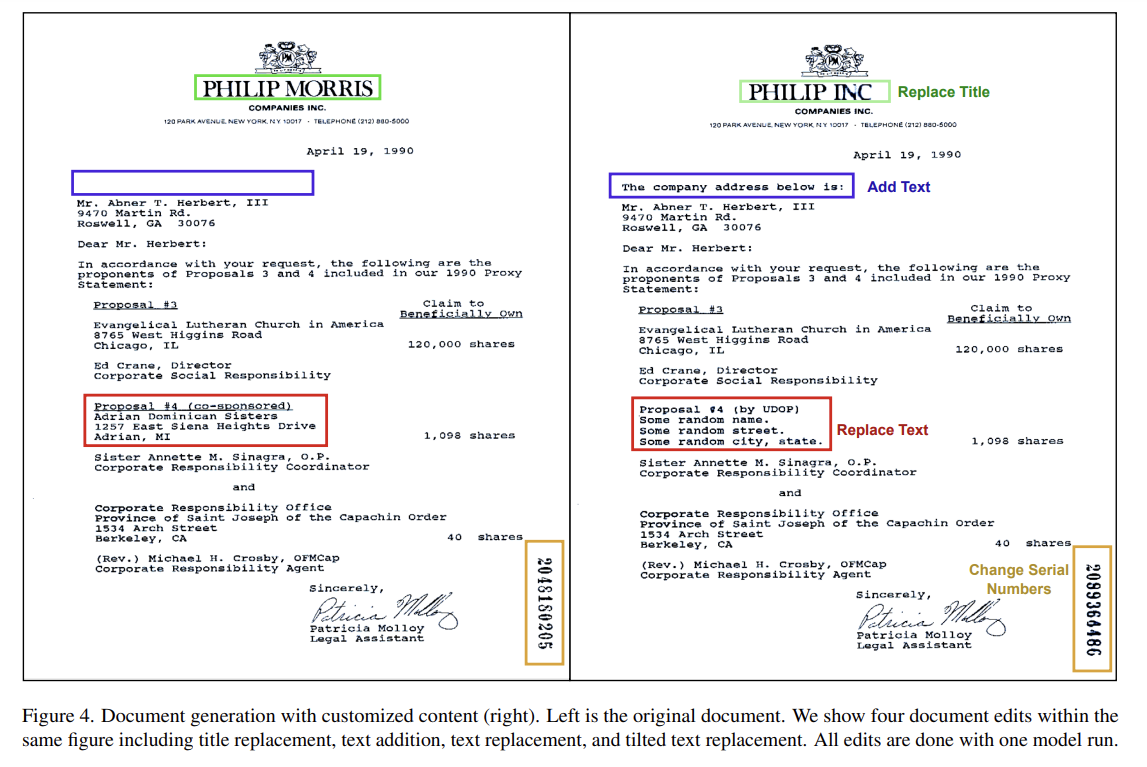 PM
PHILIP MORRIS
COMPANIES INC.
120 PARK AVENUE, NEW YORK, N.Y. 10017 - TELEPHONE (212) 880-5000
April 19, 1990
Mr. Abner T. Herbert, III
9470 Martin Rd.
Roswell, GA 30076
Dear Mr. Herbert:
In accordance with your request, the following are the
proponents of Proposals 3 and 4 included in our 1990 Proxy
Statement:
Proposal #3
Claim to
Beneficially Own
Evangelical Lutheran Church in America
8765 West Higgins Road
Chicago, IL
120,000 shares
Ed Crane, Director
Corporate Social Responsibility
Proposal #4 (co-sponsored)
Adrian Dominican Sisters
1257 East Siena Heights Drive
Adrian, MI
1,098 shares
Sister Annette M. Sinagra, O.P.
Corporate Responsibility Coordinator
and
Corporate Responsibility Office
Province of Saint Joseph of the Capachin Order
1534 Arch Street
Berkeley, CA
40 shares
(Rev.) Michael H. Crosby, OFMCap
Corporate Responsibility Agent
Sincerely,
Patricia Molloy
Patricia Molloy
Legal Assistant
2048180205
PM
PHILIP INC
Replace Title
COMPANIES INC.
120 PARK AVENUE, NEW YORK, N.Y. 10017 - TELEPHONE (212) 880-5000
April 19, 1990
The company address below is:
Add Text
Mr. Abner T. Herbert, III
9470 Martin Rd.
Roswell, GA 30076
Dear Mr. Herbert:
In accordance with your request, the following are the
proponents of Proposals 3 and 4 included in our 1990 Proxy
Statement:
Proposal #3
Claim to
Beneficially Own
Evangelical Lutheran Church in America
8765 West Higgins Road
Chicago, IL
120,000 shares
Ed Crane, Director
Corporate Social Responsibility
Proposal #4 (by UDOP)
Some random name.
Some random street.
Some random city, state.
Replace Text
1,098 shares
Sister Annette M. Sinagra, O.P.
Corporate Responsibility Coordinator
and
Corporate Responsibility Office
Province of Saint Joseph of the Capachin Order
1534 Arch Street
Berkeley, CA
40 shares
(Rev.) Michael H. Crosby, OFMCap
Corporate Responsibility Agent
Change Serial
Numbers
Sincerely,
Patricia Molloy
Patricia Molloy
Legal Assistant
2099366486
Figure 4. Document generation with customized content (right). Left is the original document. We show four document edits within the
same figure including title replacement, text addition, text replacement, and tilted text replacement. All edits are done with one model run.